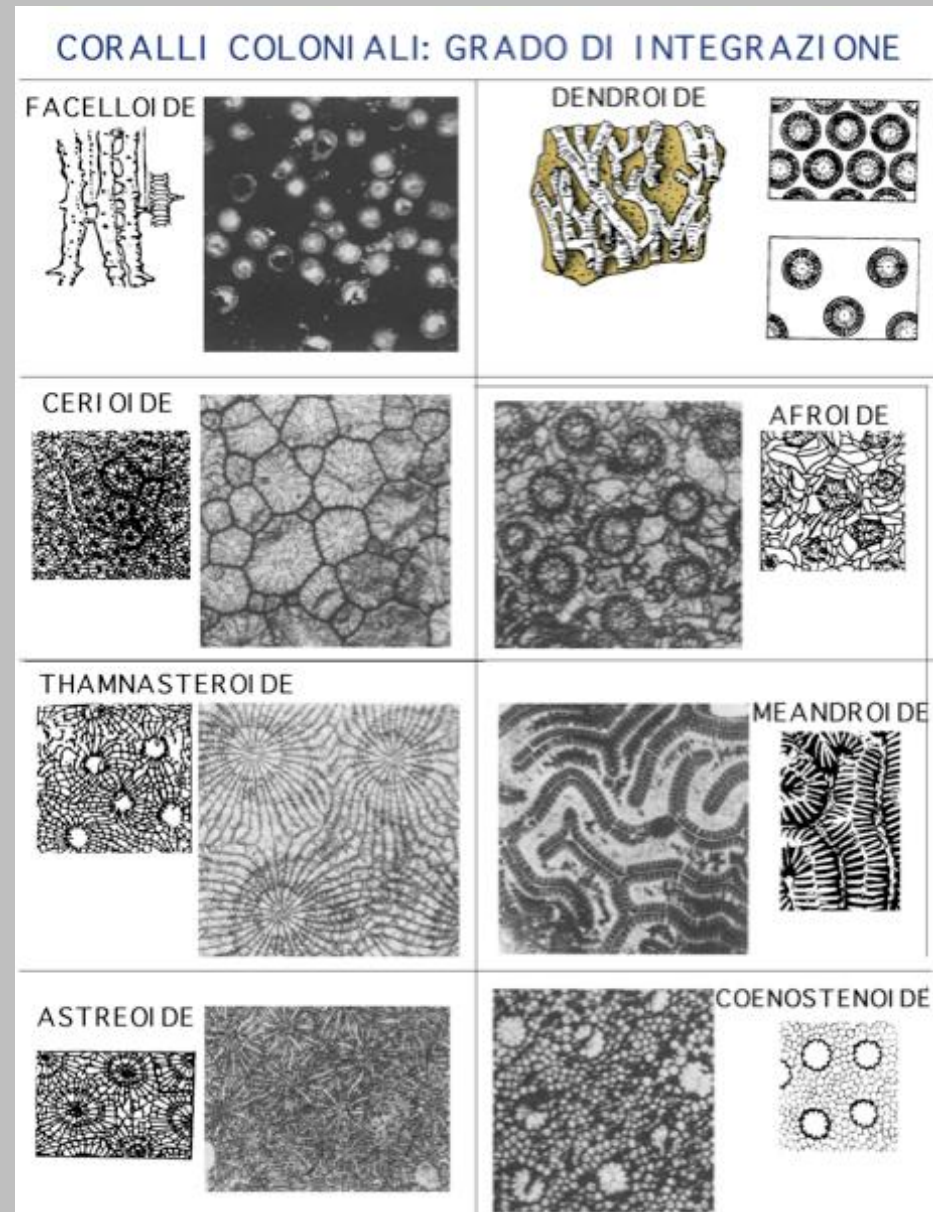 CORALLI COLONIALI: GRADO DI INTEGRAZIONE
FACELLOIDE
DENDROIDE
CERIOIDE
AFROIDE
THAMNASTEROIDE
MEANDROIDE
ASTREOIDE
COENOSTENOIDE